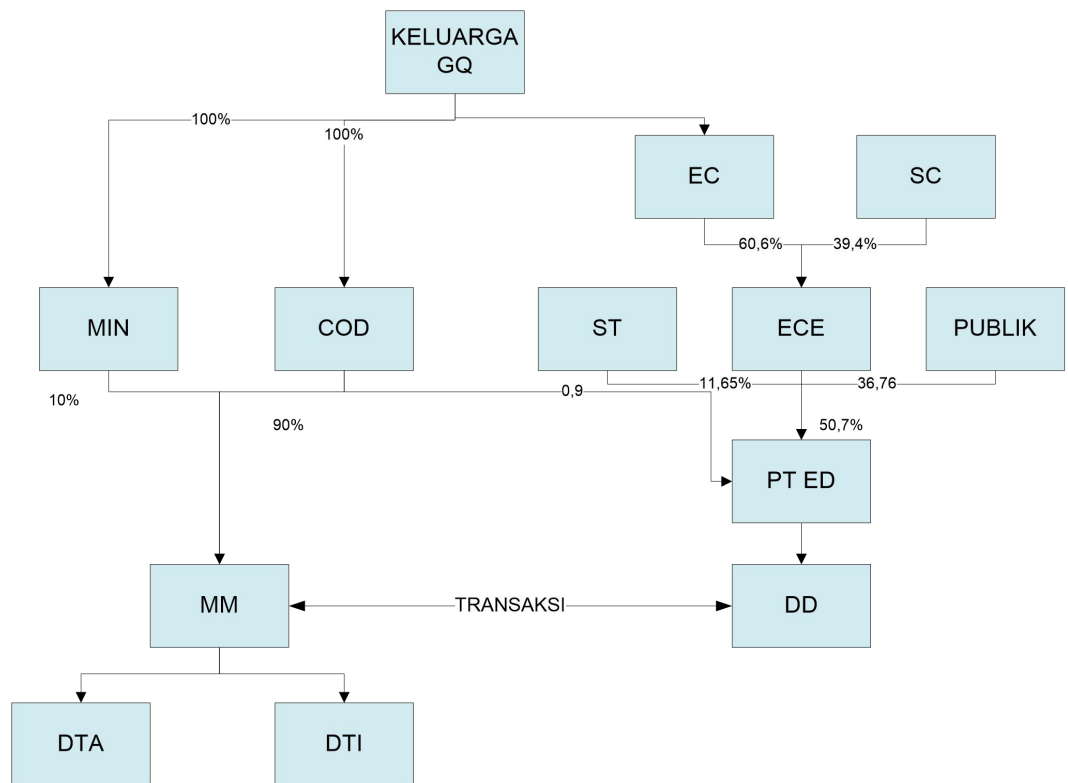 KELUARGA
GQ
100%
100%
EC
SC
60,6%
39,4%
MIN
COD
ST
ECE
PUBLIK
10%
90%
0,9
11,65%
36,76
50,7%
PT ED
MM
TRANSAKSI
DD
DTA
DTI